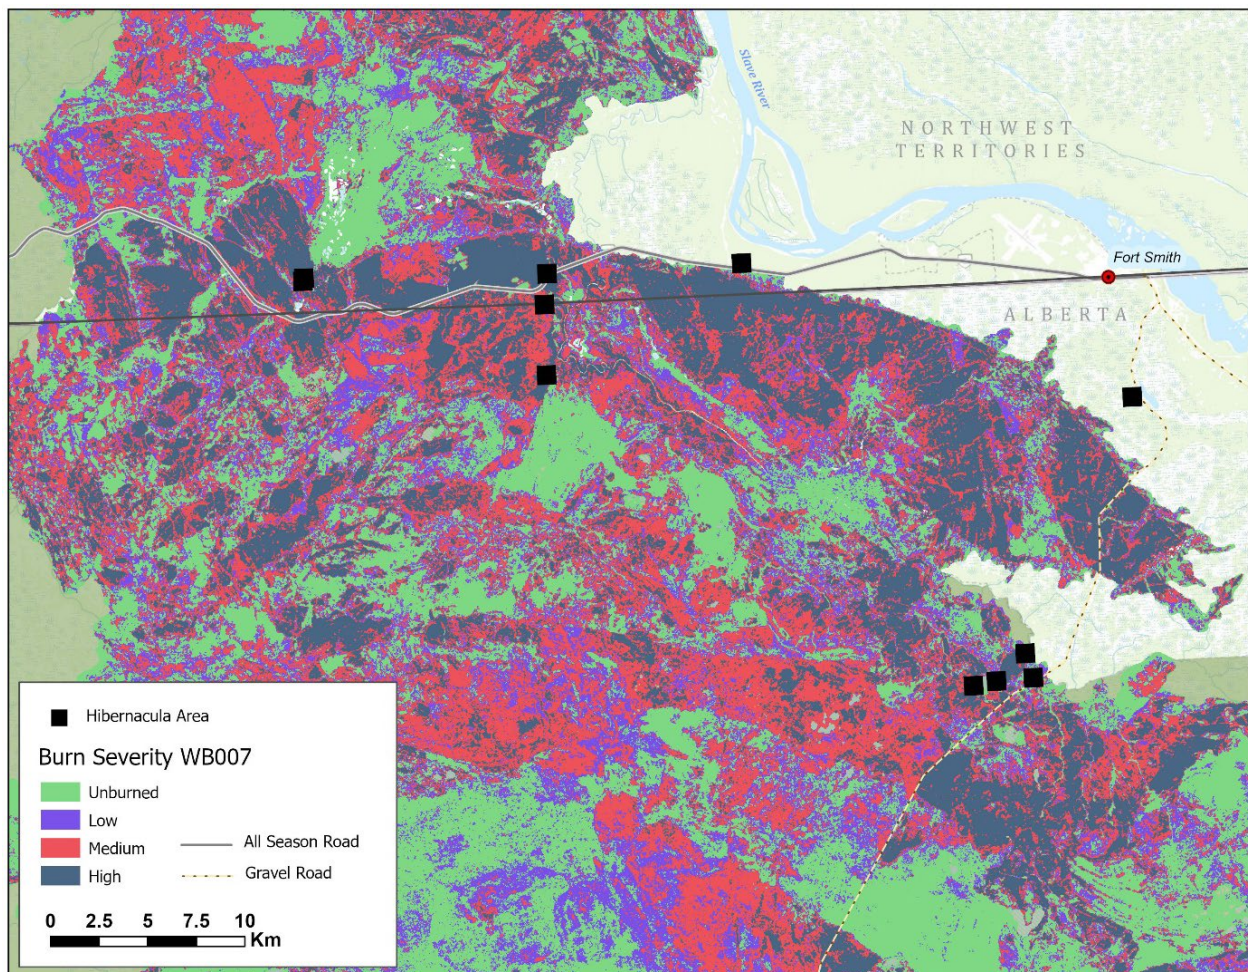 Slave River
NORTHWEST
TERRITORIES
Fort Smith
ALBERTA
Hibernacula Area
Burn Severity WB007
Unburned
Low
Medium
High
All Season Road
Gravel Road
0 2.5 5 7.5 10
Km